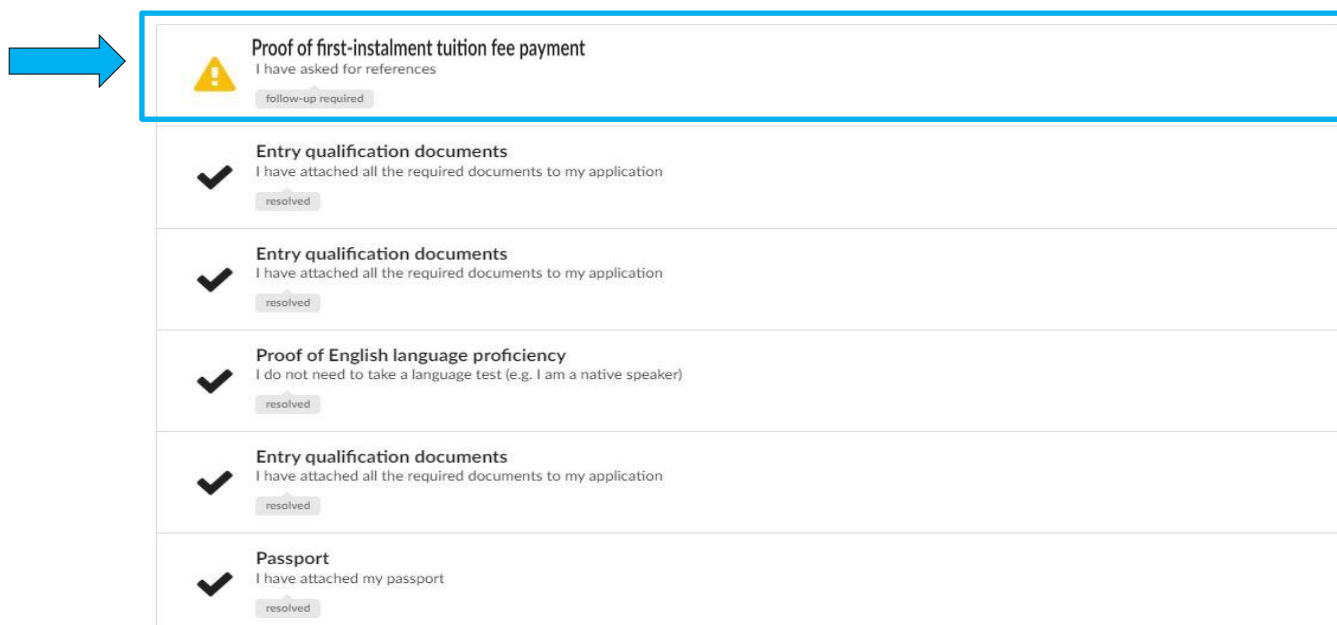 Proof of first-instalment tuition fee payment
I have asked for references
follow-up required
Entry qualification documents
I have attached all the required documents to my application
resolved
Entry qualification documents
I have attached all the required documents to my application
resolved
Proof of English language proficiency
I do not need to take a language test (e.g. I am a native speaker)
resolved
Entry qualification documents
I have attached all the required documents to my application
resolved
Passport
I have attached my passport
resolved